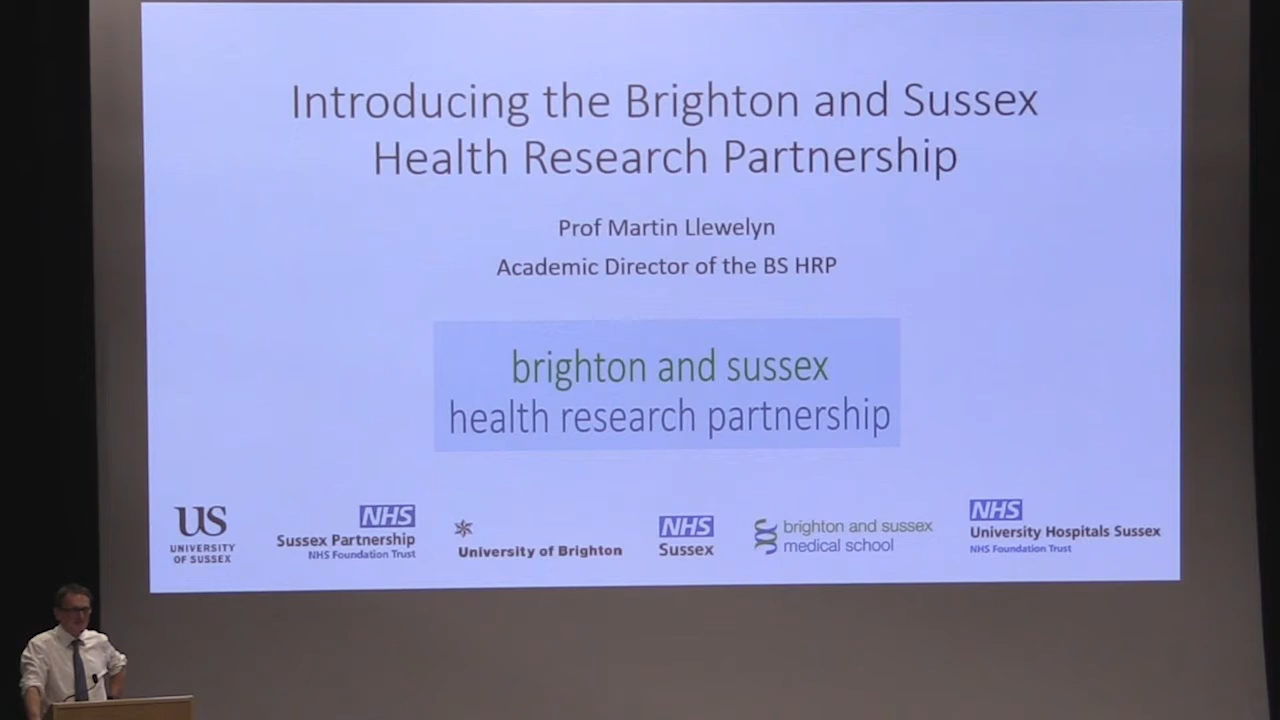 Introducing the Brighton and Sussex
Health Research Partnership
Prof Martin Llewelyn
Academic Director of the BS HRP
brighton and sussex
health research partnership
US
UNIVERSITY
OF SUSSEX
NHS
Sussex Partnership
NHS Foundation Trust
University of Brighton
NHS
Sussex
brighton and sussex
medical school
NHS
University Hospitals Sussex
NHS Foundation Trust